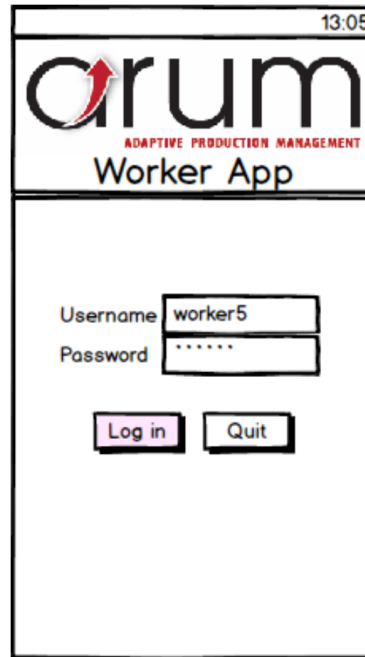 13:05
arum
ADAPTIVE PRODUCTION MANAGEMENT
Worker App
Username worker5
Password ······
Log in Quit